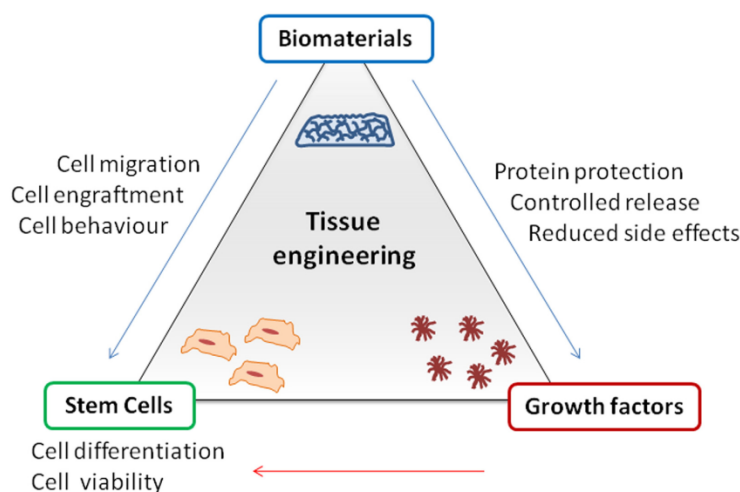 Biomaterials
Cell migration
Cell engraftment
Cell behaviour
Protein protection
Controlled release
Reduced side effects
Tissue
engineering
Stem Cells
Growth factors
Cell differentiation
Cell viability